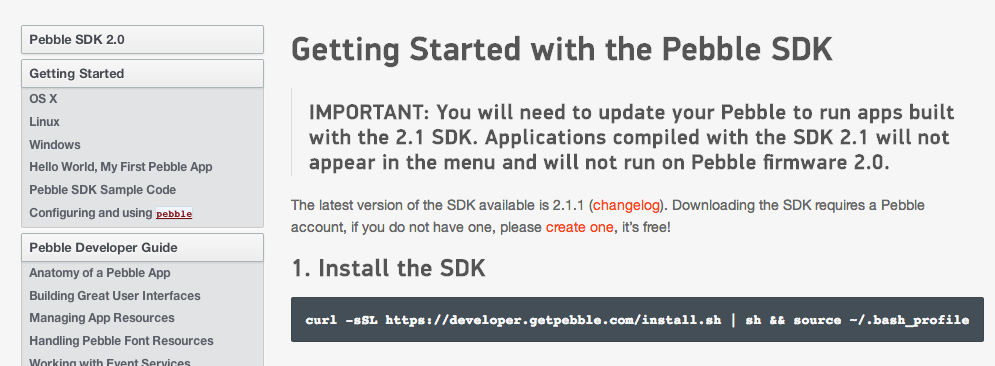 Pebble SDK 2.0
Getting Started
OS X
Linux
Windows
Hello World, My First Pebble App
Pebble SDK Sample Code
Configuring and using pebble
Pebble Developer Guide
Anatomy of a Pebble App
Building Great User Interfaces
Managing App Resources
Handling Pebble Font Resources
Working with Event Services
Getting Started with the Pebble SDK
IMPORTANT: You will need to update your Pebble to run apps built
with the 2.1 SDK. Applications compiled with the SDK 2.1 will not
appear in the menu and will not run on Pebble firmware 2.0.
The latest version of the SDK available is 2.1.1 (changelog). Downloading the SDK requires a Pebble
account, if you do not have one, please create one, it's free!
1. Install the SDK
curl -sSL https://developer.getpebble.com/install.sh | sh && source ~/.bash_profile